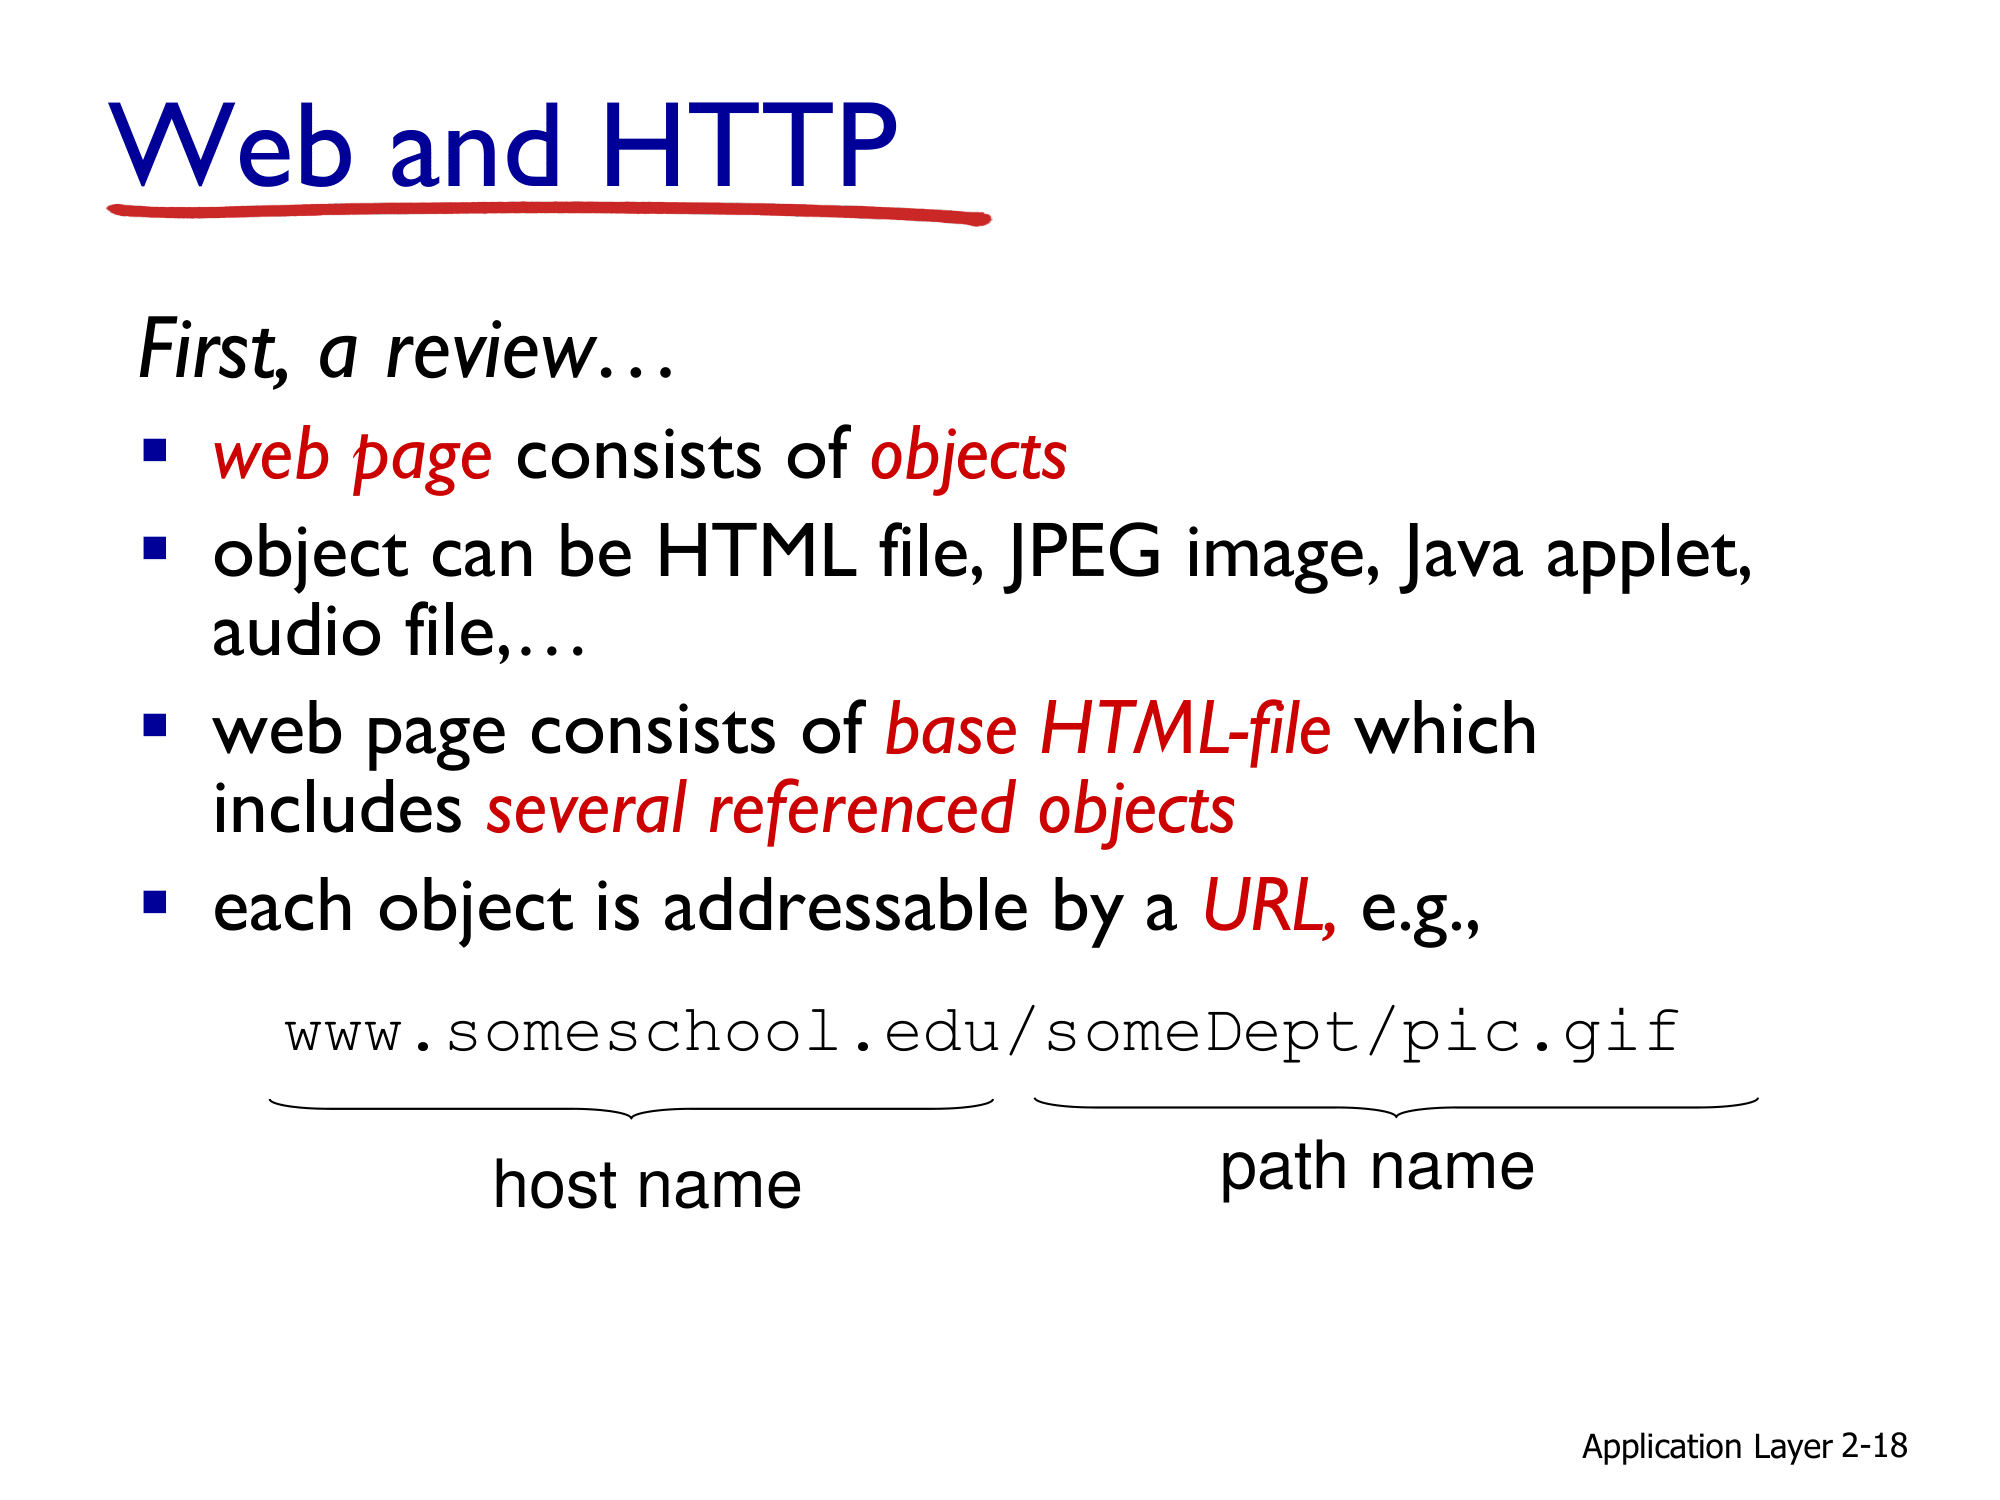 Web and HTTP
First, a review…
▪ web page consists of objects
▪ object can be HTML file, JPEG image, Java applet,
audio file,…
▪ web page consists of base HTML-file which
includes several referenced objects
▪ each object is addressable by a URL, e.g.,
www.someschool.edu/someDept/pic.gif
host name
path name
Application Layer 2-18